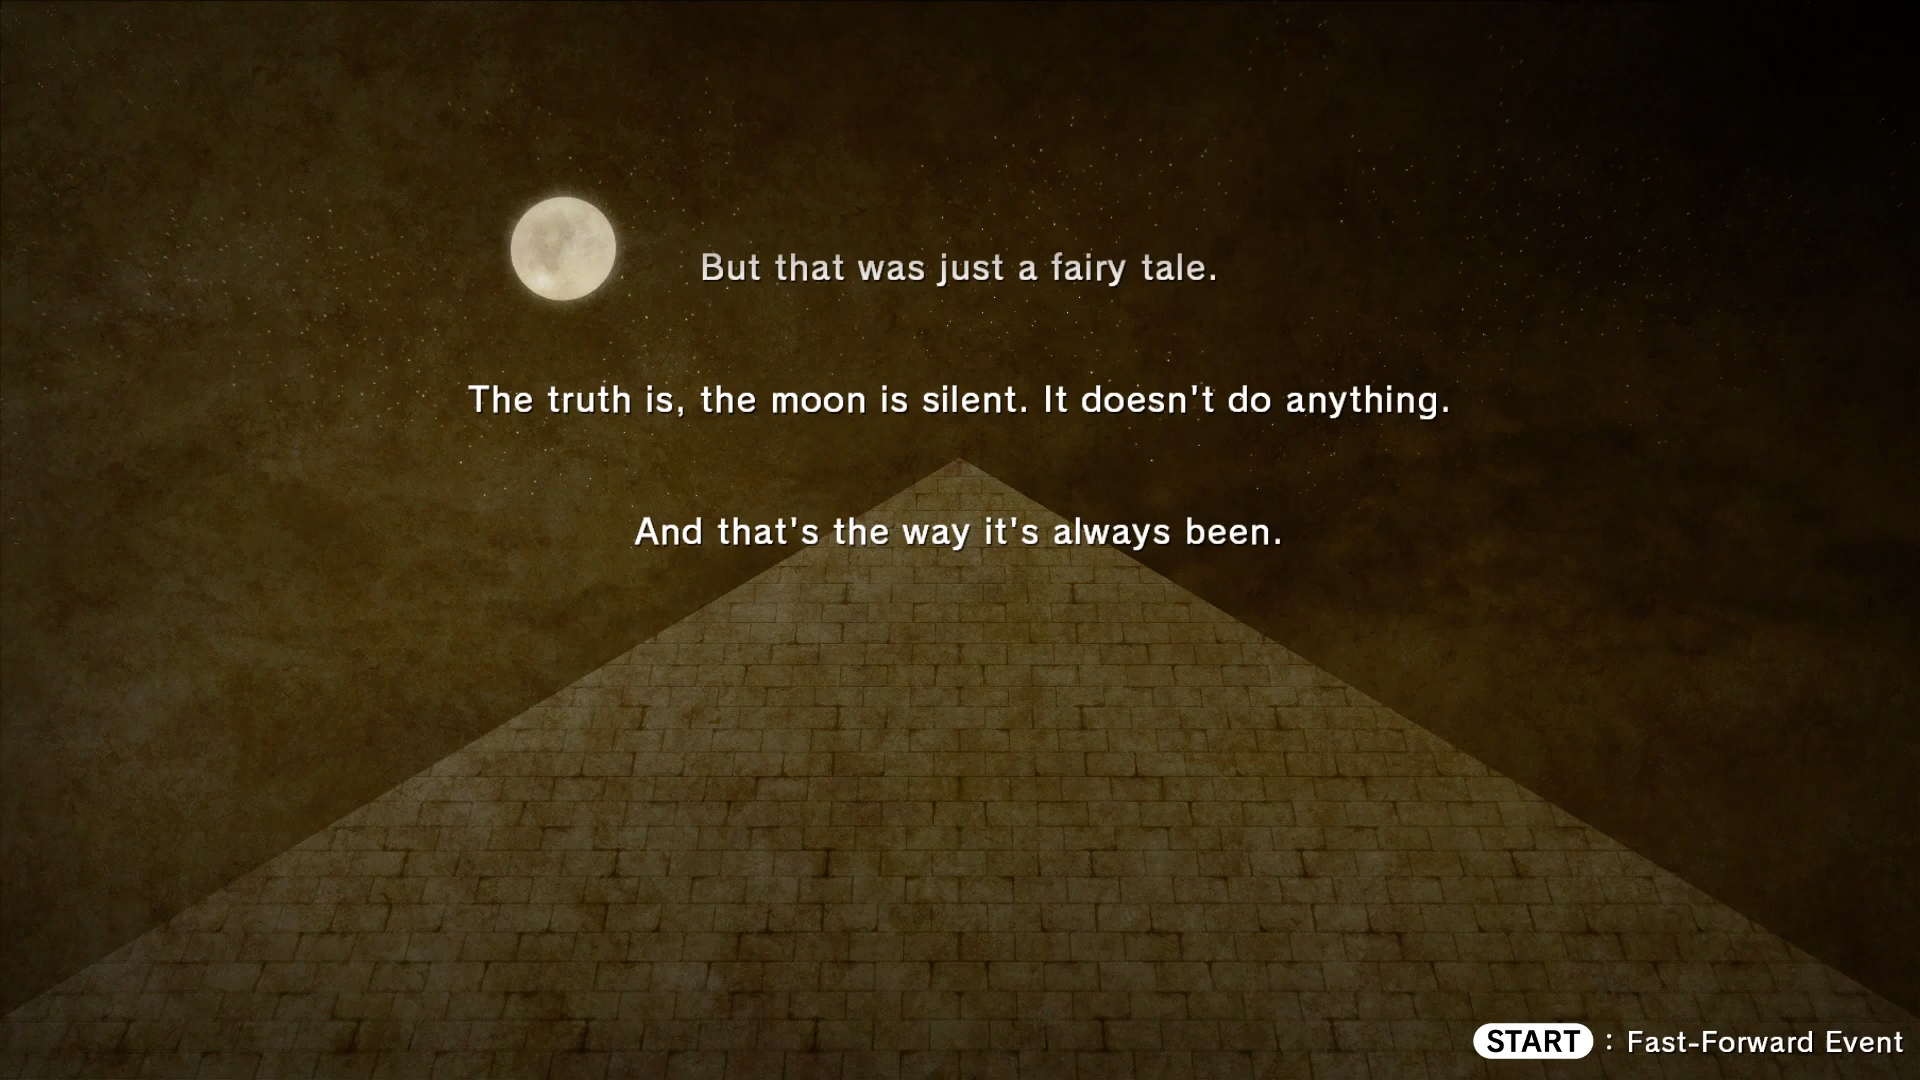 But that was just a fairy tale.
The truth is, the moon is silent. It doesn't do anything.
And that's the way it's always been.
START : Fast-Forward Event